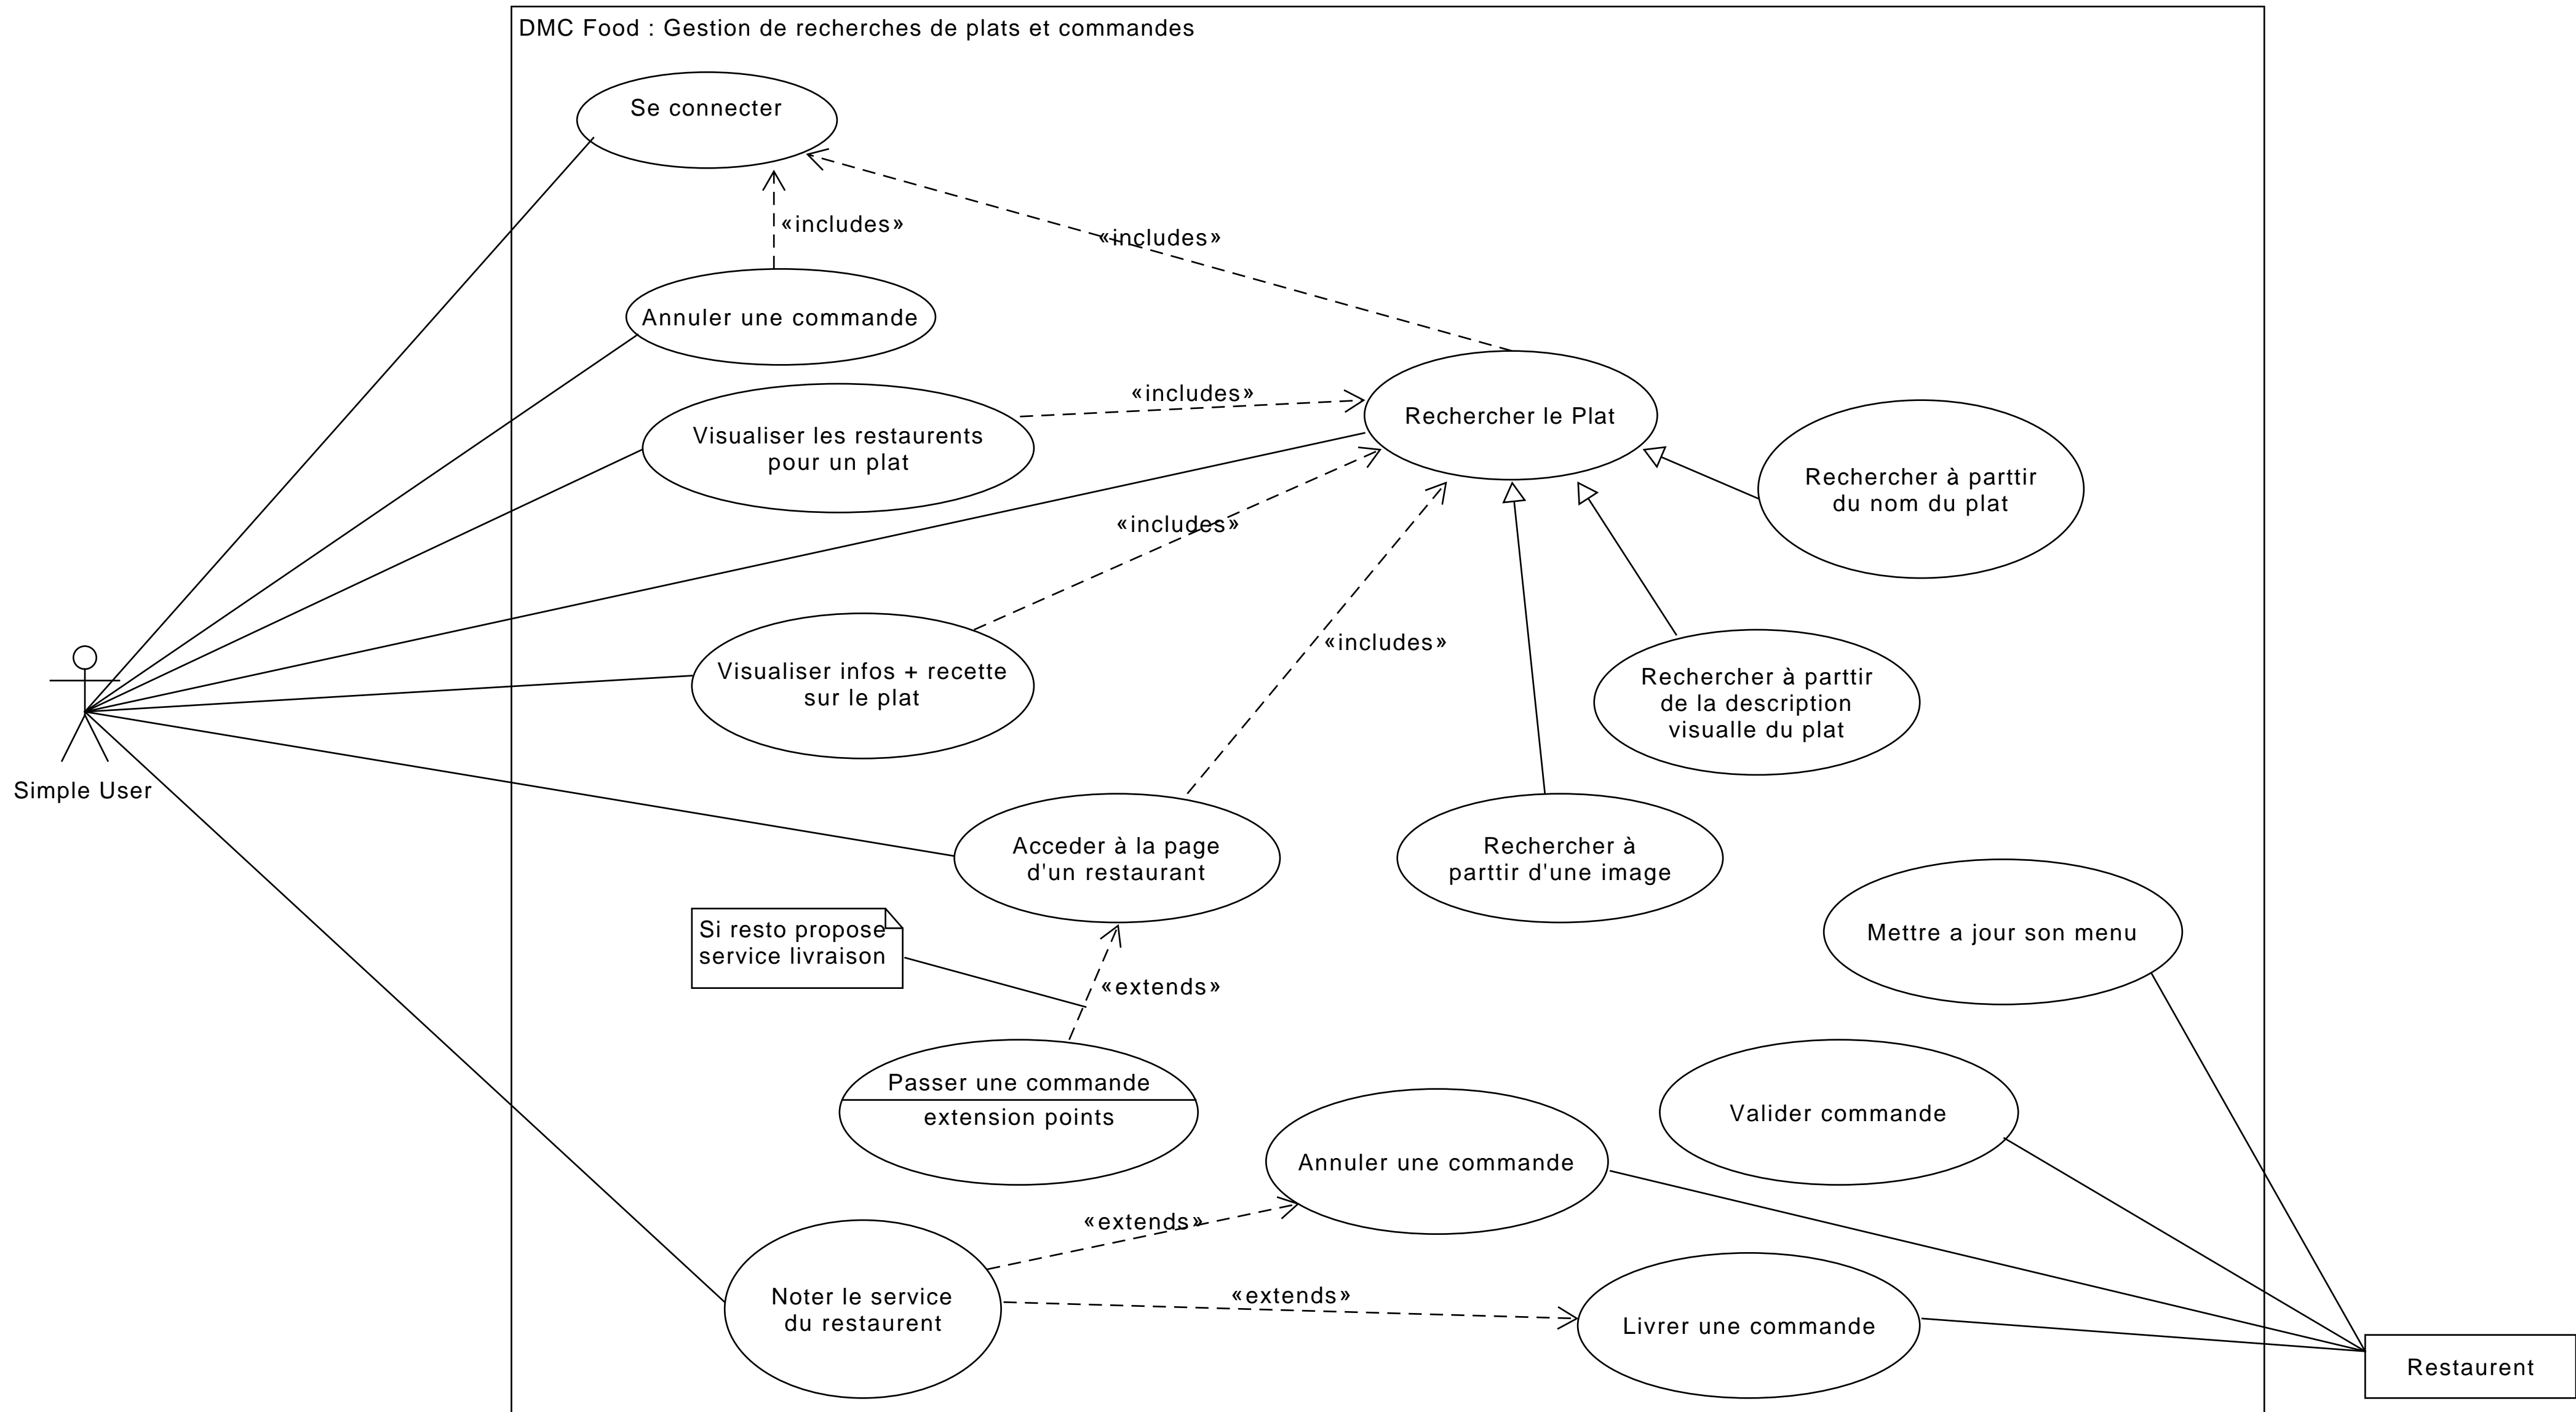 DMC Food : Gestion de recherches de plats et commandes
Se connecter
«includes»
«includes»
Annuler une commande
«includes»
Rechercher le Plat
Visualiser les restaurents
pour un plat
Rechercher à parttir
du nom du plat
«includes»
«includes»
Visualiser infos + recette
sur le plat
Rechercher à parttir
de la description
visualle du plat
Simple User
Acceder à la page
d'un restaurant
Rechercher à
parttir d'une image
Si resto propose
service livraison
Mettre a jour son menu
«extends»
Passer une commande
extension points
Valider commande
Annuler une commande
«extends»
Noter le service
du restaurent
«extends»
Livrer une commande
Restaurent